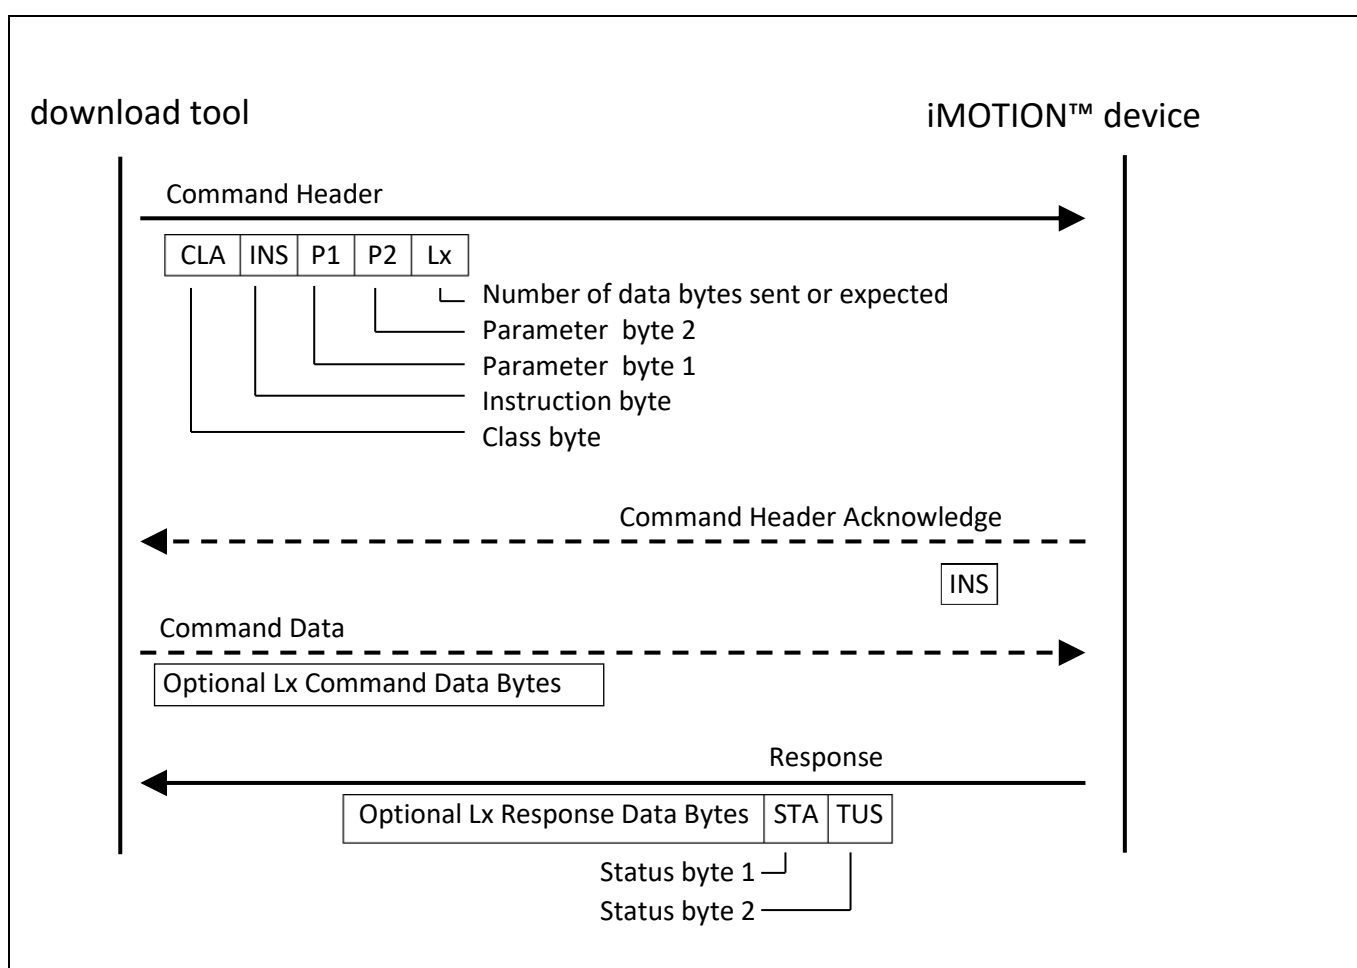 download tool
iMOTION™ device
Command Header
CLA INS P1 P2 Lx
Number of data bytes sent or expected
Parameter byte 2
Parameter byte 1
Instruction byte
Class byte
Command Header Acknowledge
INS
Command Data
Optional Lx Command Data Bytes
Response
Optional Lx Response Data Bytes STA TUS
Status byte 1
Status byte 2